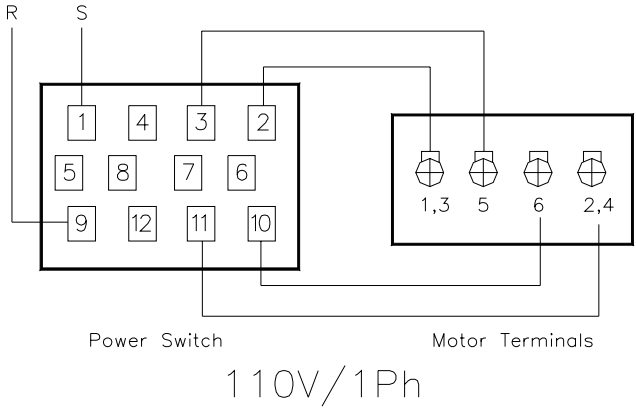 R S
1 4 3 2
5 8 7 6
1,3 5 6 2,4
9 12 11 10
Power Switch Motor Terminals
110V/1Ph